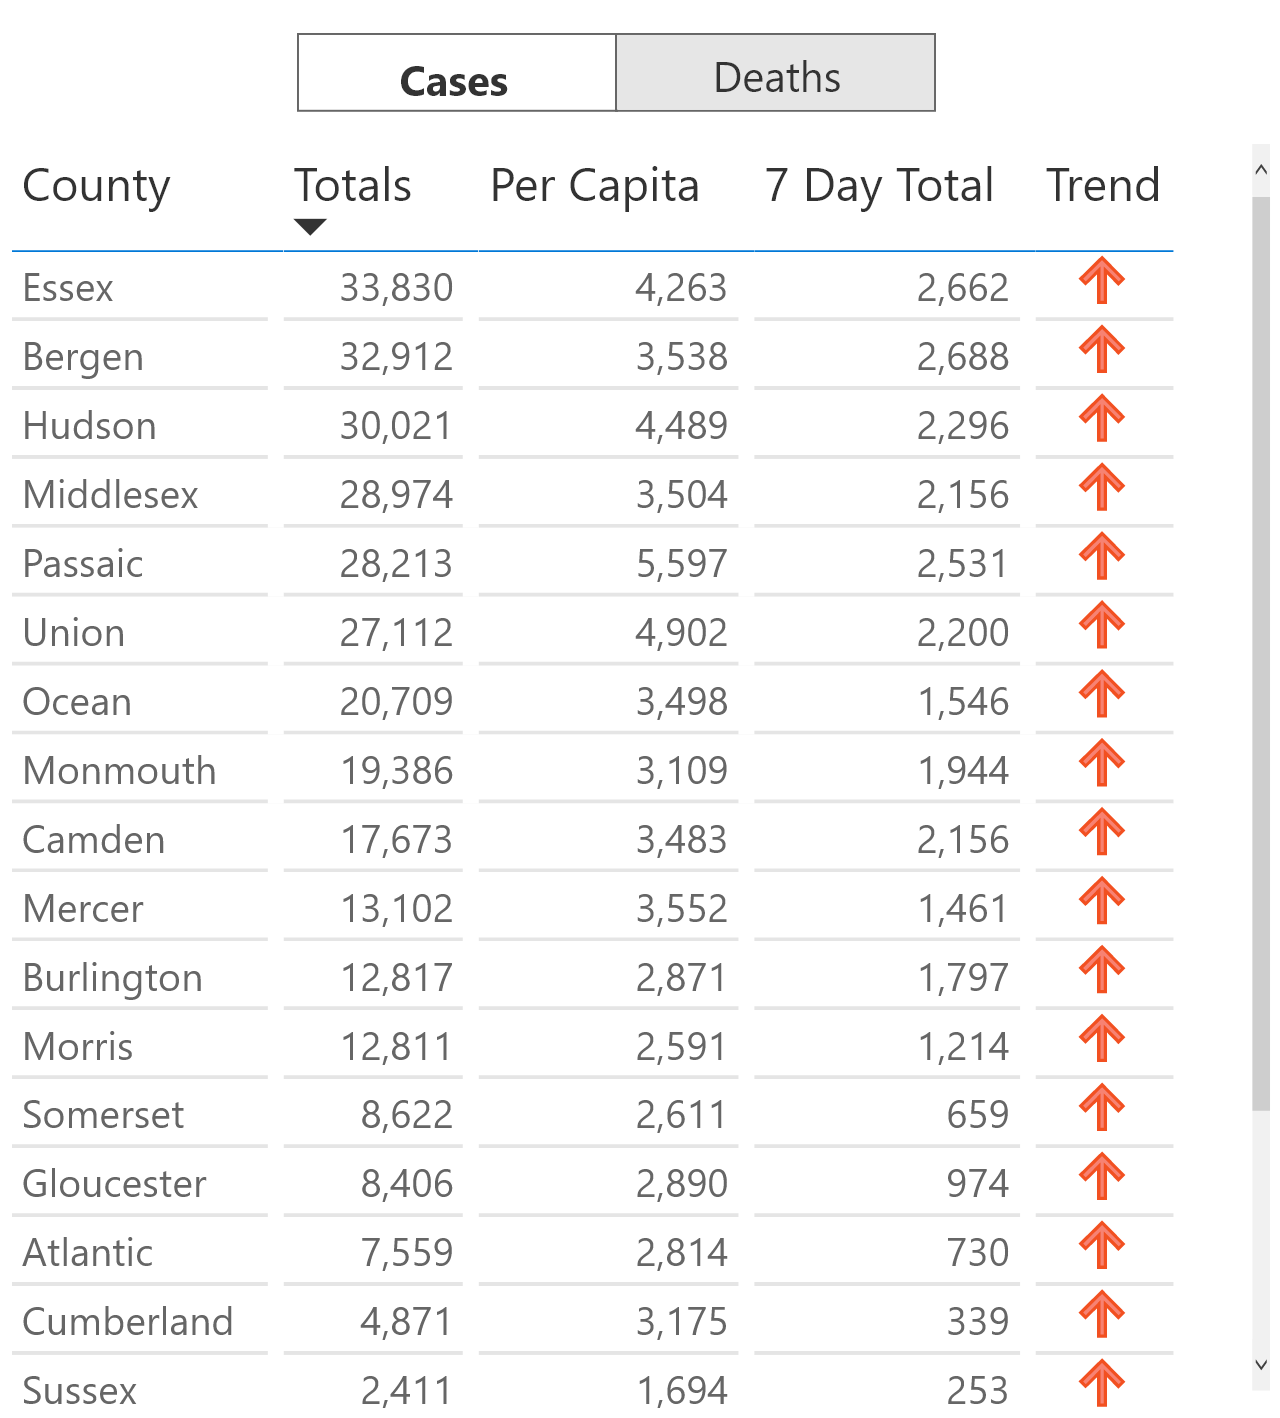 Cases Deaths
County Totals Per Capita 7 Day Total Trend
Essex 33,830 4,263 2,662
Bergen 32,912 3,538 2,688
Hudson 30,021 4,489 2,296
Middlesex 28,974 3,504 2,156
Passaic 28,213 5,597 2,531
Union 27,112 4,902 2,200
Ocean 20,709 3,498 1,546
Monmouth 19,386 3,109 1,944
Camden 17,673 3,483 2,156
Mercer 13,102 3,552 1,461
Burlington 12,817 2,871 1,797
Morris 12,811 2,591 1,214
Somerset 8,622 2,611 659
Gloucester 8,406 2,890 974
Atlantic 7,559 2,814 730
Cumberland 4,871 3,175 339
Sussex 2,411 1,694 253